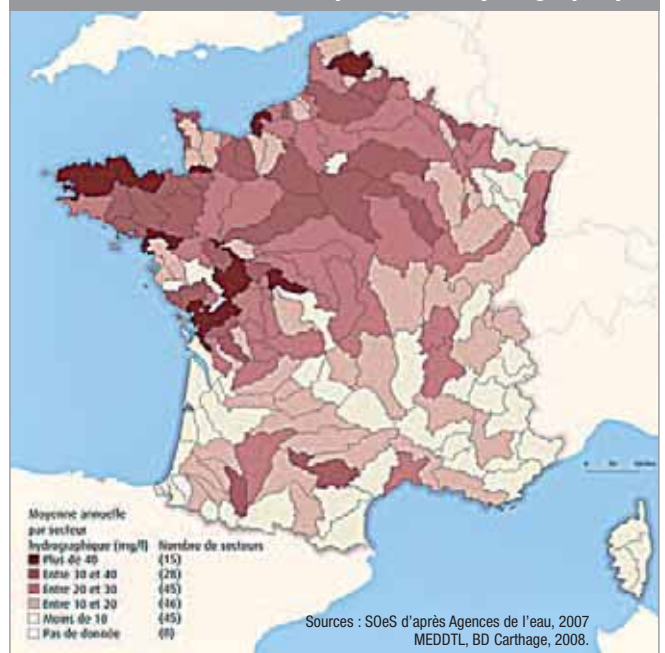 Moyenne annuelle
par secteur
hydrographique (mg/l) Nombre de secteurs
Plus de 40 (15)
Entre 30 et 40 (28)
Entre 20 et 30 (45)
Entre 10 et 20 (46)
Moins de 10 (45)
Pas de donnée (8)
Sources : SOeS d'après Agences de l'eau, 2007
MEDDTL, BD Carthage, 2008.